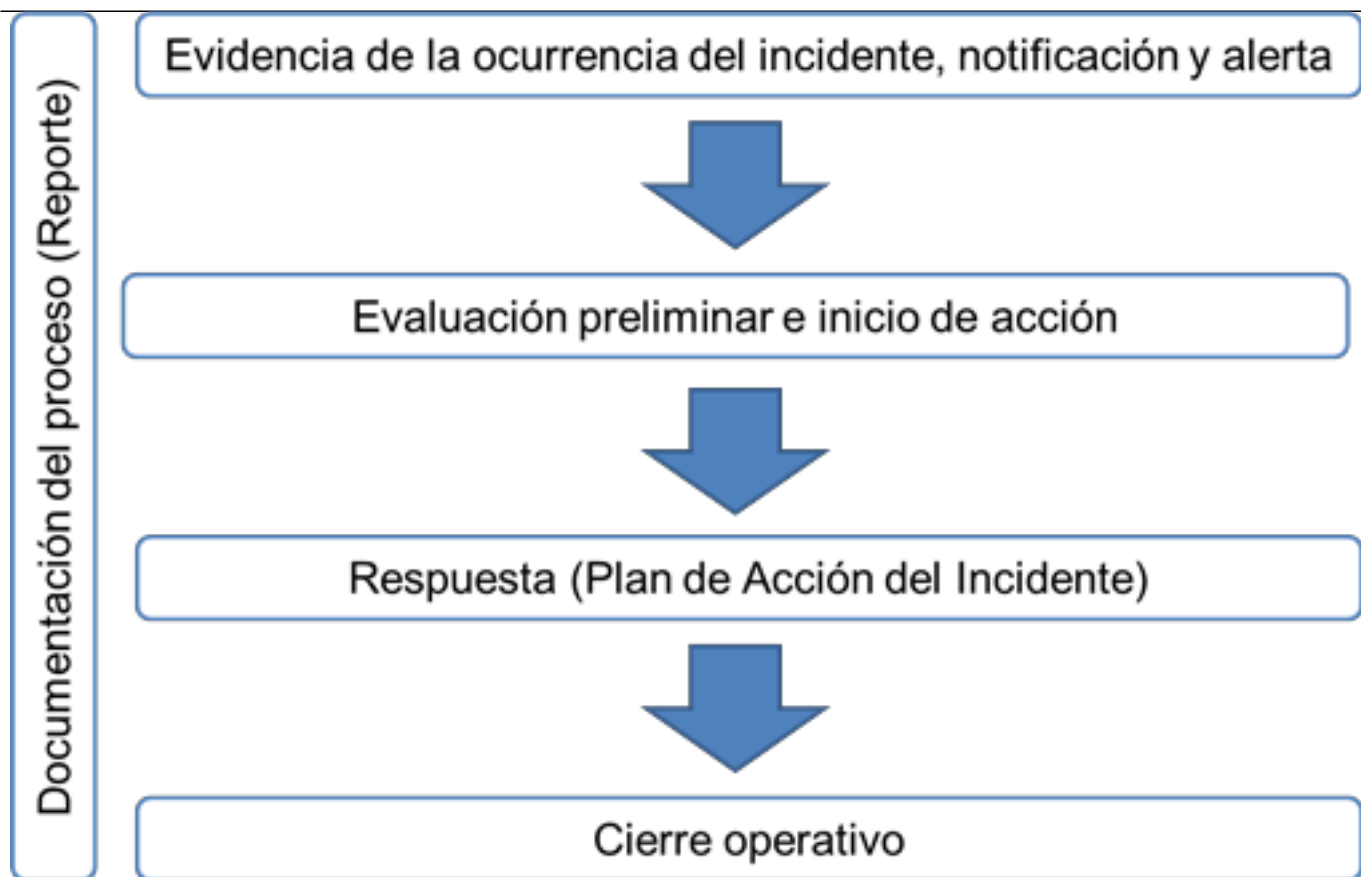 Documentación del proceso (Reporte)
Evidencia de la ocurrencia del incidente, notificación y alerta
Evaluación preliminar e inicio de acción
Respuesta (Plan de Acción del Incidente)
Cierre operativo